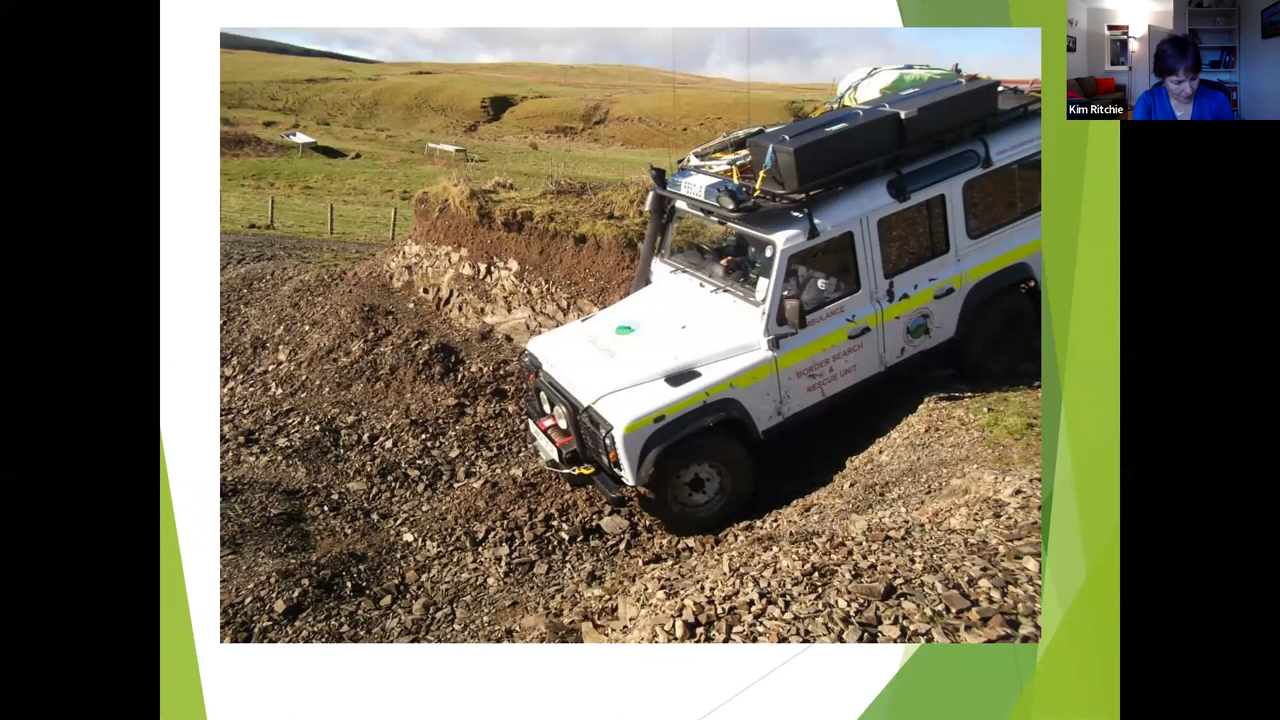 Kim Ritchie
AMBULANCE
BORDER SEARCH
&
RESCUE UNIT